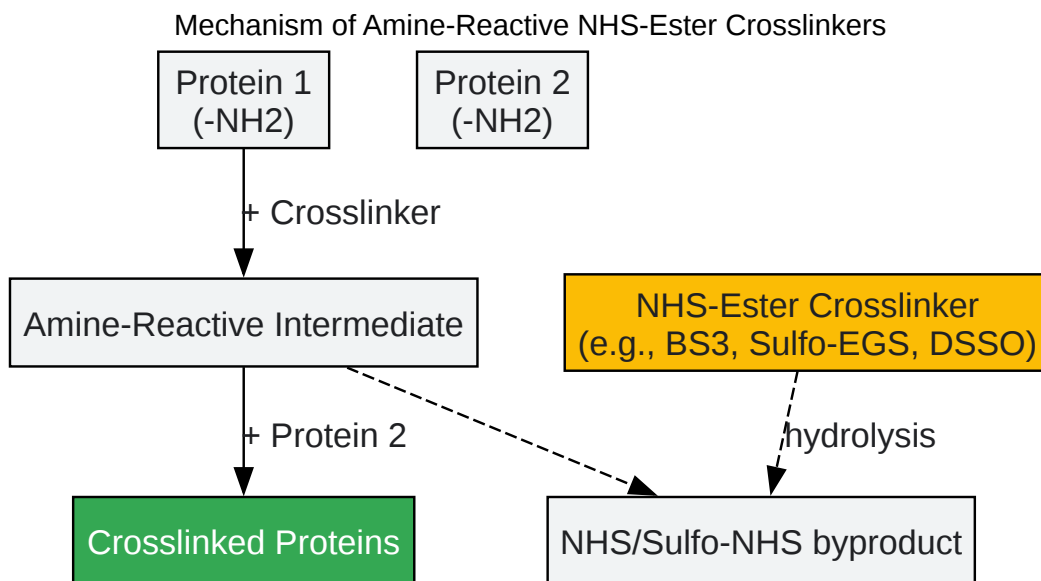 Mechanism of Amine-Reactive NHS-Ester Crosslinkers
Protein 1
(-NH2)
Protein 2
(-NH2)
+ Crosslinker
Amine-Reactive Intermediate
NHS-Ester Crosslinker
(e.g., BS3, Sulfo-EGS, DSSO)
+ Protein 2
hydrolysis
Crosslinked Proteins
NHS/Sulfo-NHS byproduct